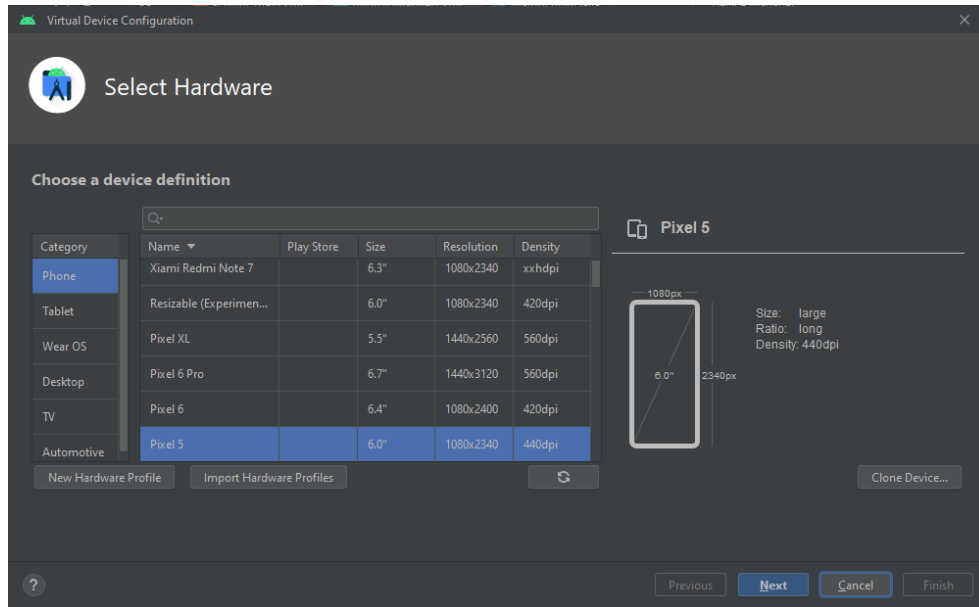 Virtual Device Configuration
Select Hardware
Choose a device definition
Category
Phone
Tablet
Wear OS
Desktop
TV
Automotive
Name Play Store Size Resolution Density
Xiami Redmi Note 7 6.3" 1080x2340 xxhdpi
Resizable (Experimen... 6.0" 1080x2340 420dpi
Pixel XL 5.5" 1440x2560 560dpi
Pixel 6 Pro 6.7" 1440x3120 560dpi
Pixel 6 6.4" 1080x2400 420dpi
Pixel 5 6.0" 1080x2340 440dpi
New Hardware Profile Import Hardware Profiles
Pixel 5
1080px
6.0" 2340px
Size: large
Ratio: long
Density: 440dpi
Clone Device...
? Previous Next Cancel Finish